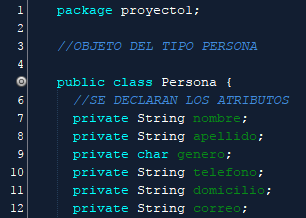 1 package proyecto1;
2
3 //OBJETO DEL TIPO PERSONA
4
public class Persona {
6 //SE DECLARAN LOS ATRIBUTOS
7 private String nombre;
8 private String apellido;
9 private char genero;
10 private String telefono;
11 private String domicilio;
12 private String correo;